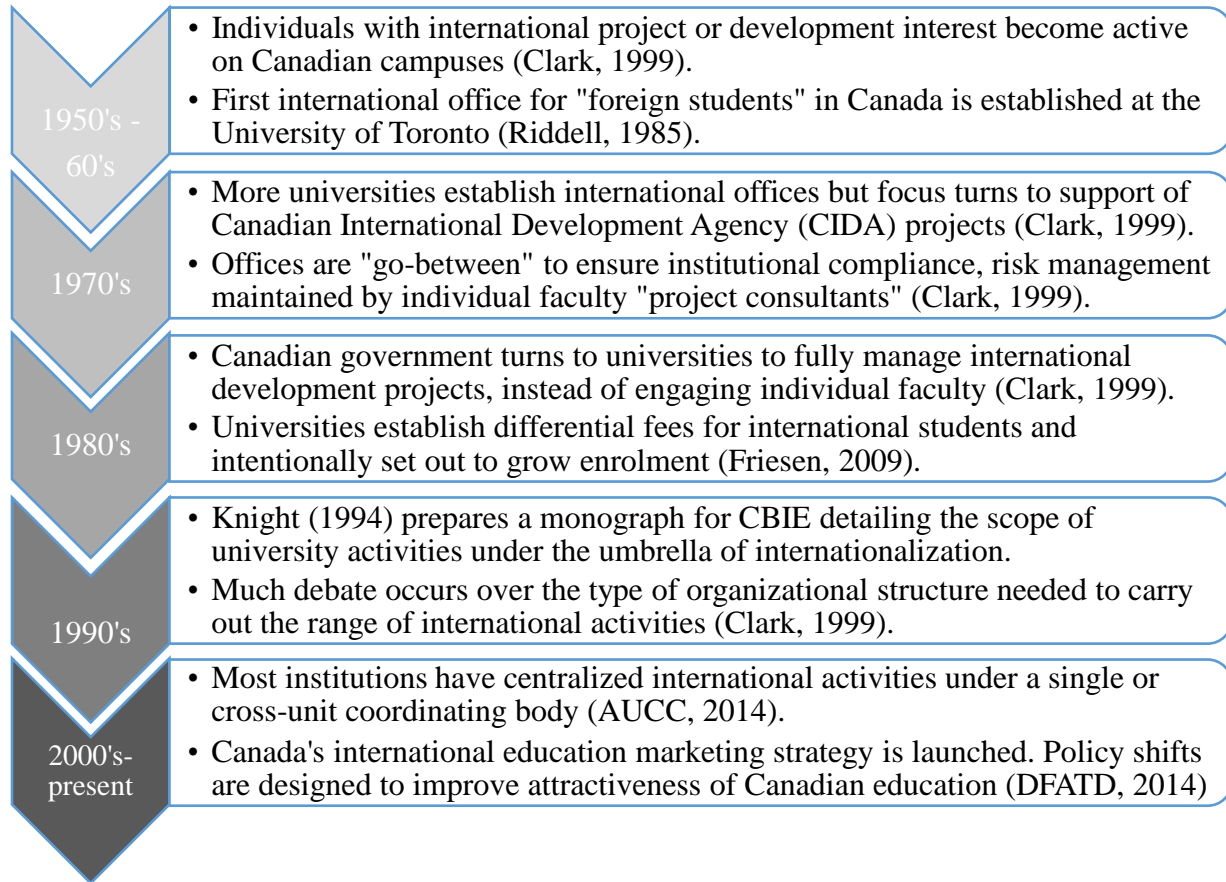 1950's -
60's
• Individuals with international project or development interest become active
on Canadian campuses (Clark, 1999).
• First international office for "foreign students" in Canada is established at the
University of Toronto (Riddell, 1985).
1970's
• More universities establish international offices but focus turns to support of
Canadian International Development Agency (CIDA) projects (Clark, 1999).
• Offices are "go-between" to ensure institutional compliance, risk management
maintained by individual faculty "project consultants" (Clark, 1999).
1980's
• Canadian government turns to universities to fully manage international
development projects, instead of engaging individual faculty (Clark, 1999).
• Universities establish differential fees for international students and
intentionally set out to grow enrolment (Friesen, 2009).
1990's
• Knight (1994) prepares a monograph for CBIE detailing the scope of
university activities under the umbrella of internationalization.
• Much debate occurs over the type of organizational structure needed to carry
out the range of international activities (Clark, 1999).
2000's-
present
• Most institutions have centralized international activities under a single or
cross-unit coordinating body (AUCC, 2014).
• Canada's international education marketing strategy is launched. Policy shifts
are designed to improve attractiveness of Canadian education (DFATD, 2014)